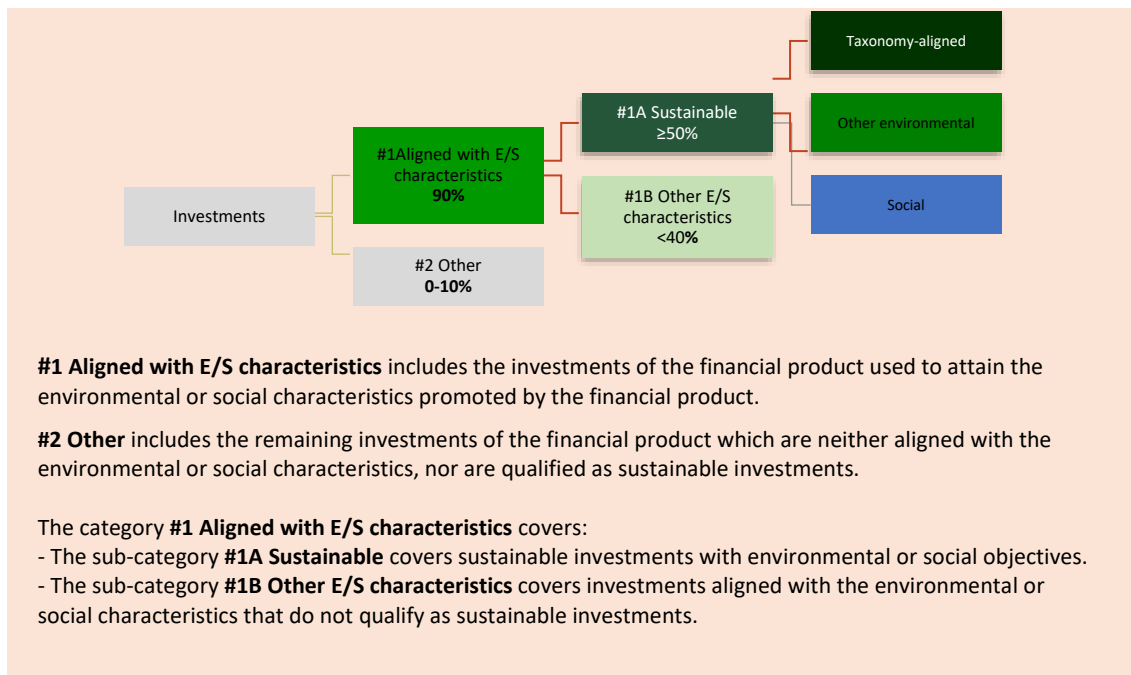 Taxonomy-aligned
#1A Sustainable
≥50%
Other environmental
#1Aligned with E/S
characteristics
90%
#1B Other E/S
characteristics
<40%
Social
Investments
#2 Other
0-10%
#1 Aligned with E/S characteristics includes the investments of the financial product used to attain the
environmental or social characteristics promoted by the financial product.
#2 Other includes the remaining investments of the financial product which are neither aligned with the
environmental or social characteristics, nor are qualified as sustainable investments.
The category #1 Aligned with E/S characteristics covers:
- The sub-category #1A Sustainable covers sustainable investments with environmental or social objectives.
- The sub-category #1B Other E/S characteristics covers investments aligned with the environmental or
social characteristics that do not qualify as sustainable investments.